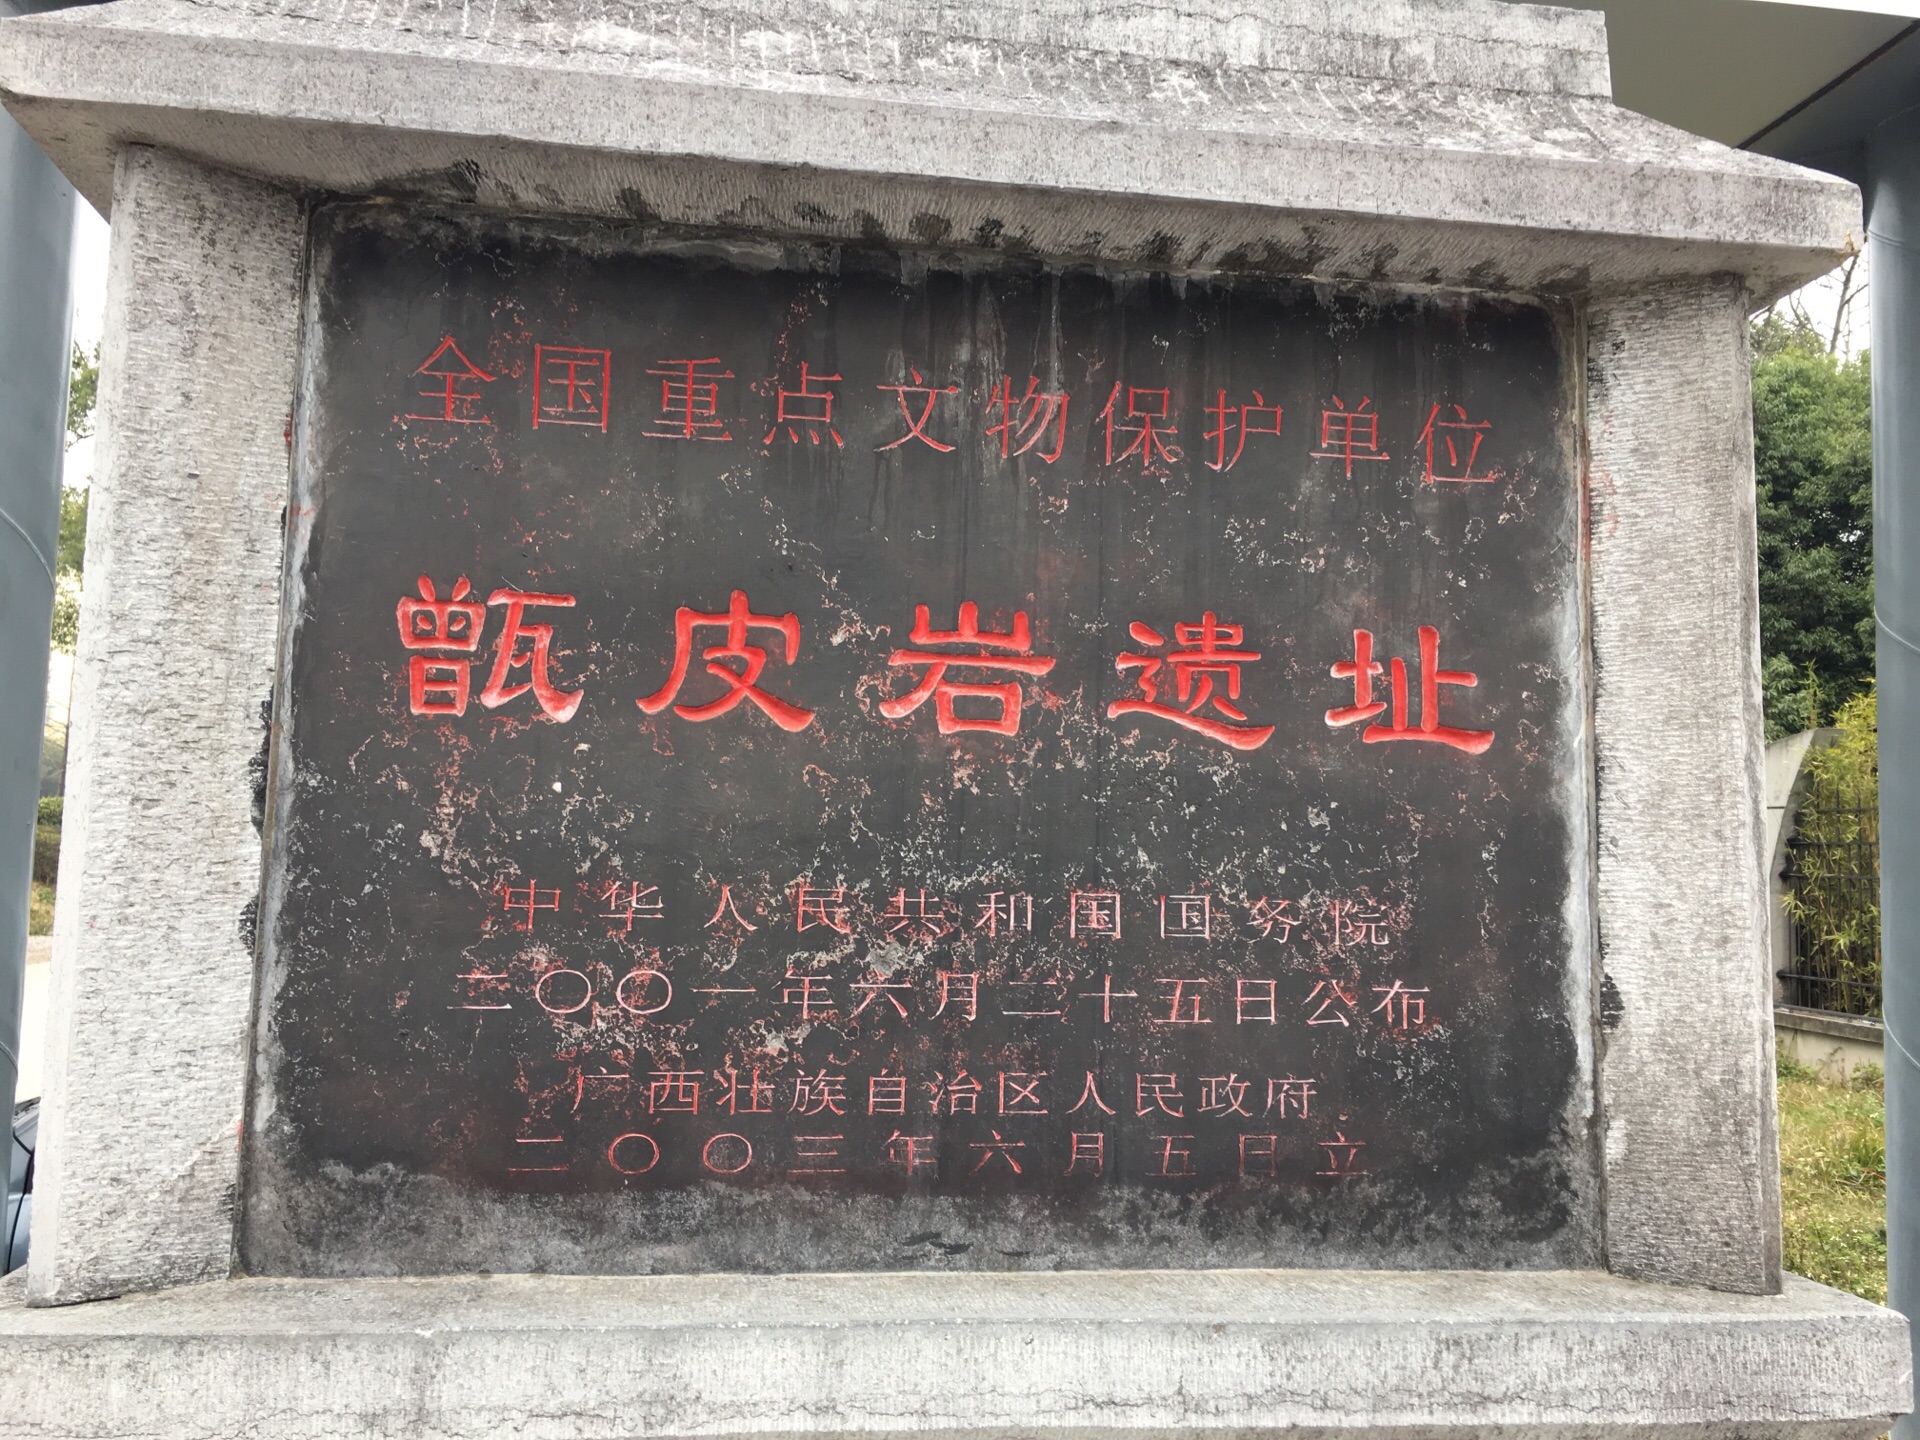 全国重点文物保护单位
甑皮岩遗址
中华人民共和国国务院
二〇〇一年六月二十五日公布
广西壮族自治区人民政府
二〇〇三年六月五日立